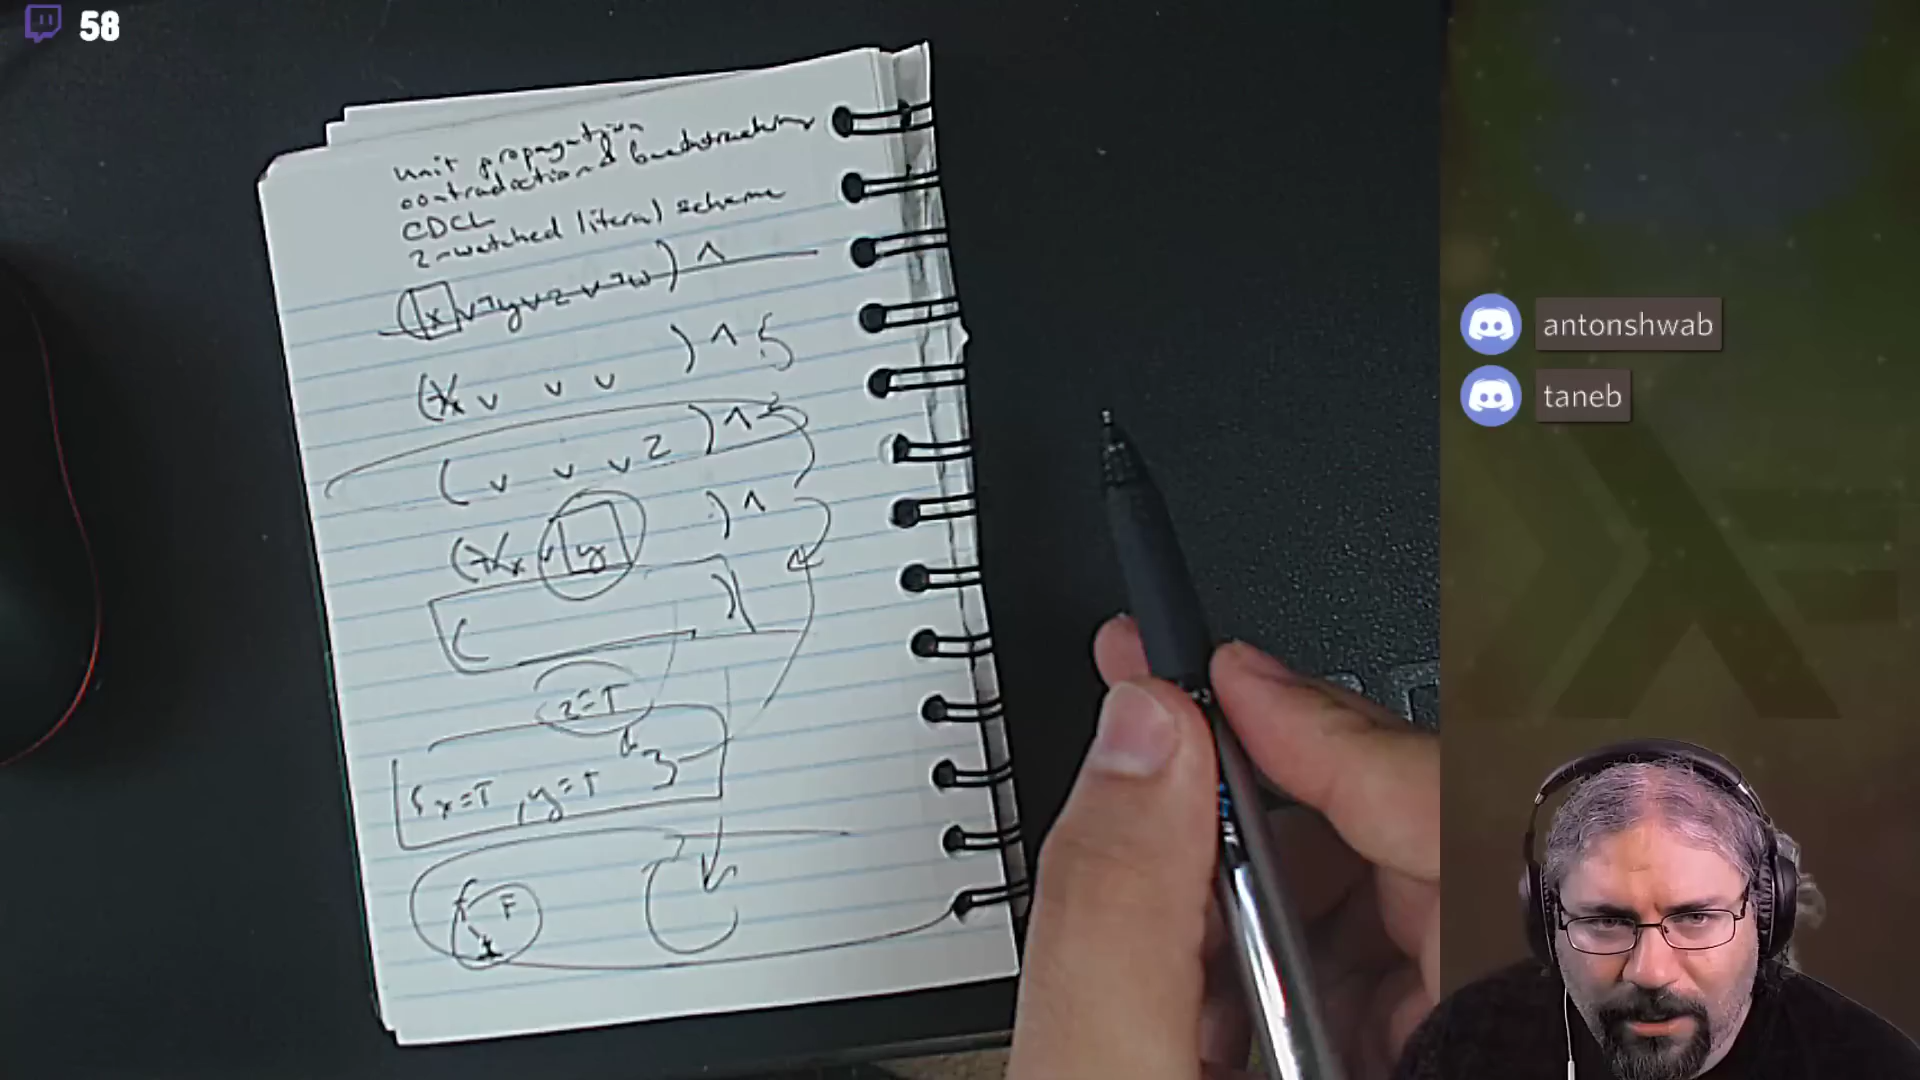 58
unit propagation
contradiction & backtracking
CDCL
2-watched literal scheme
(x v ¬y v z v ¬w) ∧
(¬x v v v ) ∧
( v v v z ) ∧
(¬x v y ) ∧
( )
z=T
{x=T, y=T }
F
antonshwab
taneb